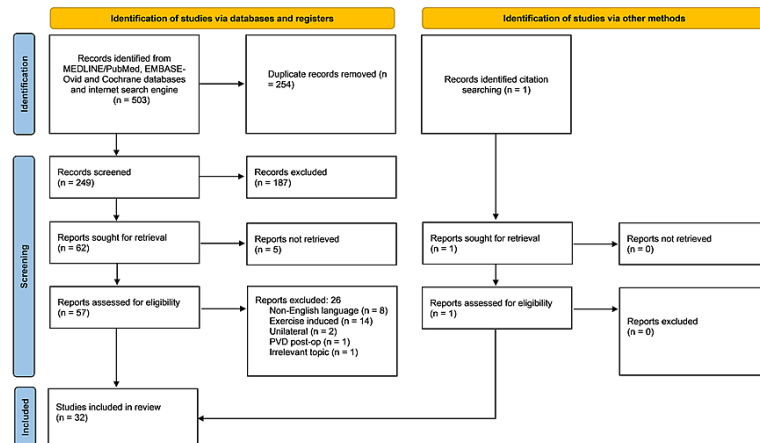 Identification of studies via databases and registers
Identification of studies via other methods
Identification
Records identified from
MEDLINE/PubMed, EMBASE-
Ovid and Cochrane databases
and internet search engine
(n = 503)
Duplicate records removed (n
= 254)
Records identified citation
searching (n = 1)
Screening
Records screened
(n = 249)
Records excluded
(n = 187)
Reports sought for retrieval
(n = 62)
Reports not retrieved
(n = 5)
Reports sought for retrieval
(n = 1)
Reports not retrieved
(n = 0)
Reports assessed for eligibility
(n = 57)
Reports excluded: 26
Non-English language (n = 8)
Exercise induced (n = 14)
Unilateral (n = 2)
PVD post-op (n = 1)
Irrelevant topic (n = 1)
Reports assessed for eligibility
(n = 1)
Reports excluded
(n = 0)
Included
Studies included in review
(n = 32)